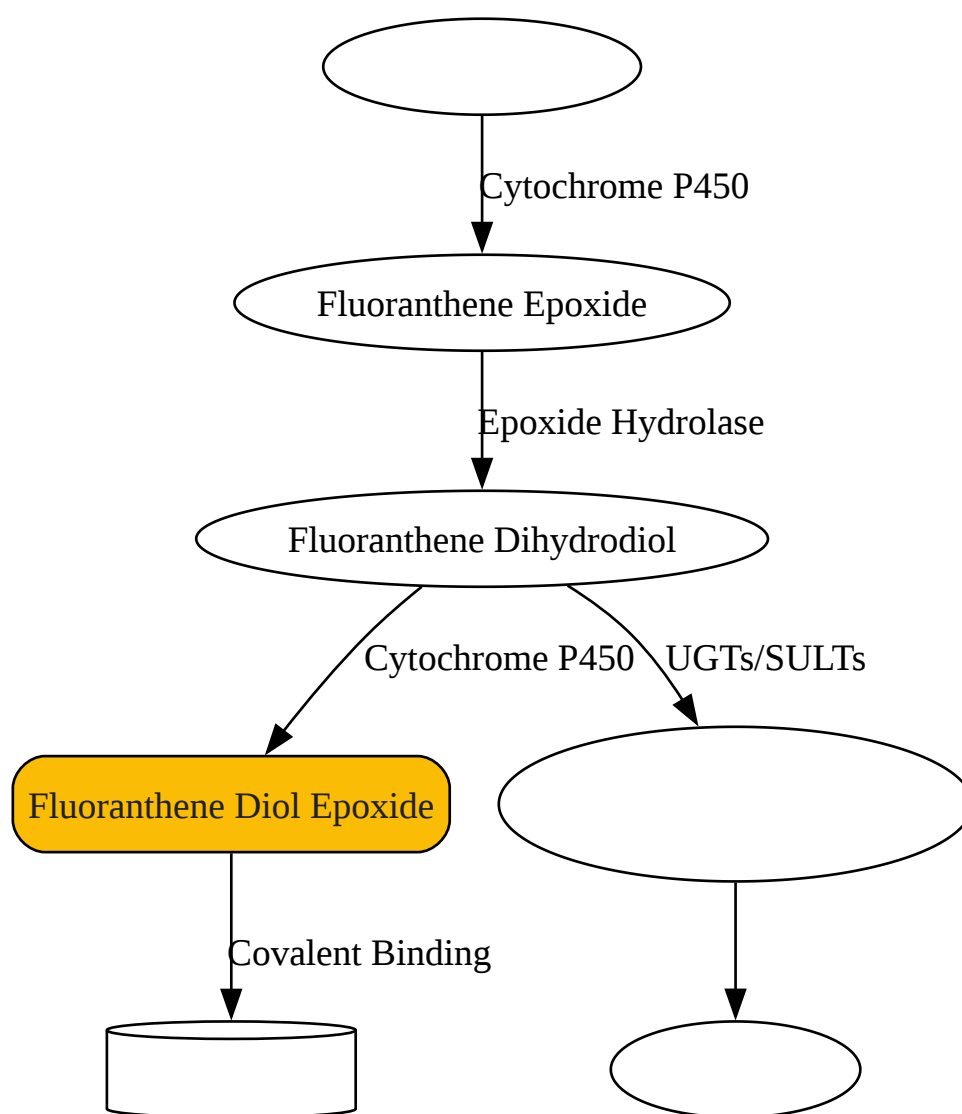 Cytochrome P450
Fluoranthene Epoxide
Epoxide Hydrolase
Fluoranthene Dihydrodiol
Cytochrome P450
UGTs/SULTs
Fluoranthene Diol Epoxide
Covalent Binding